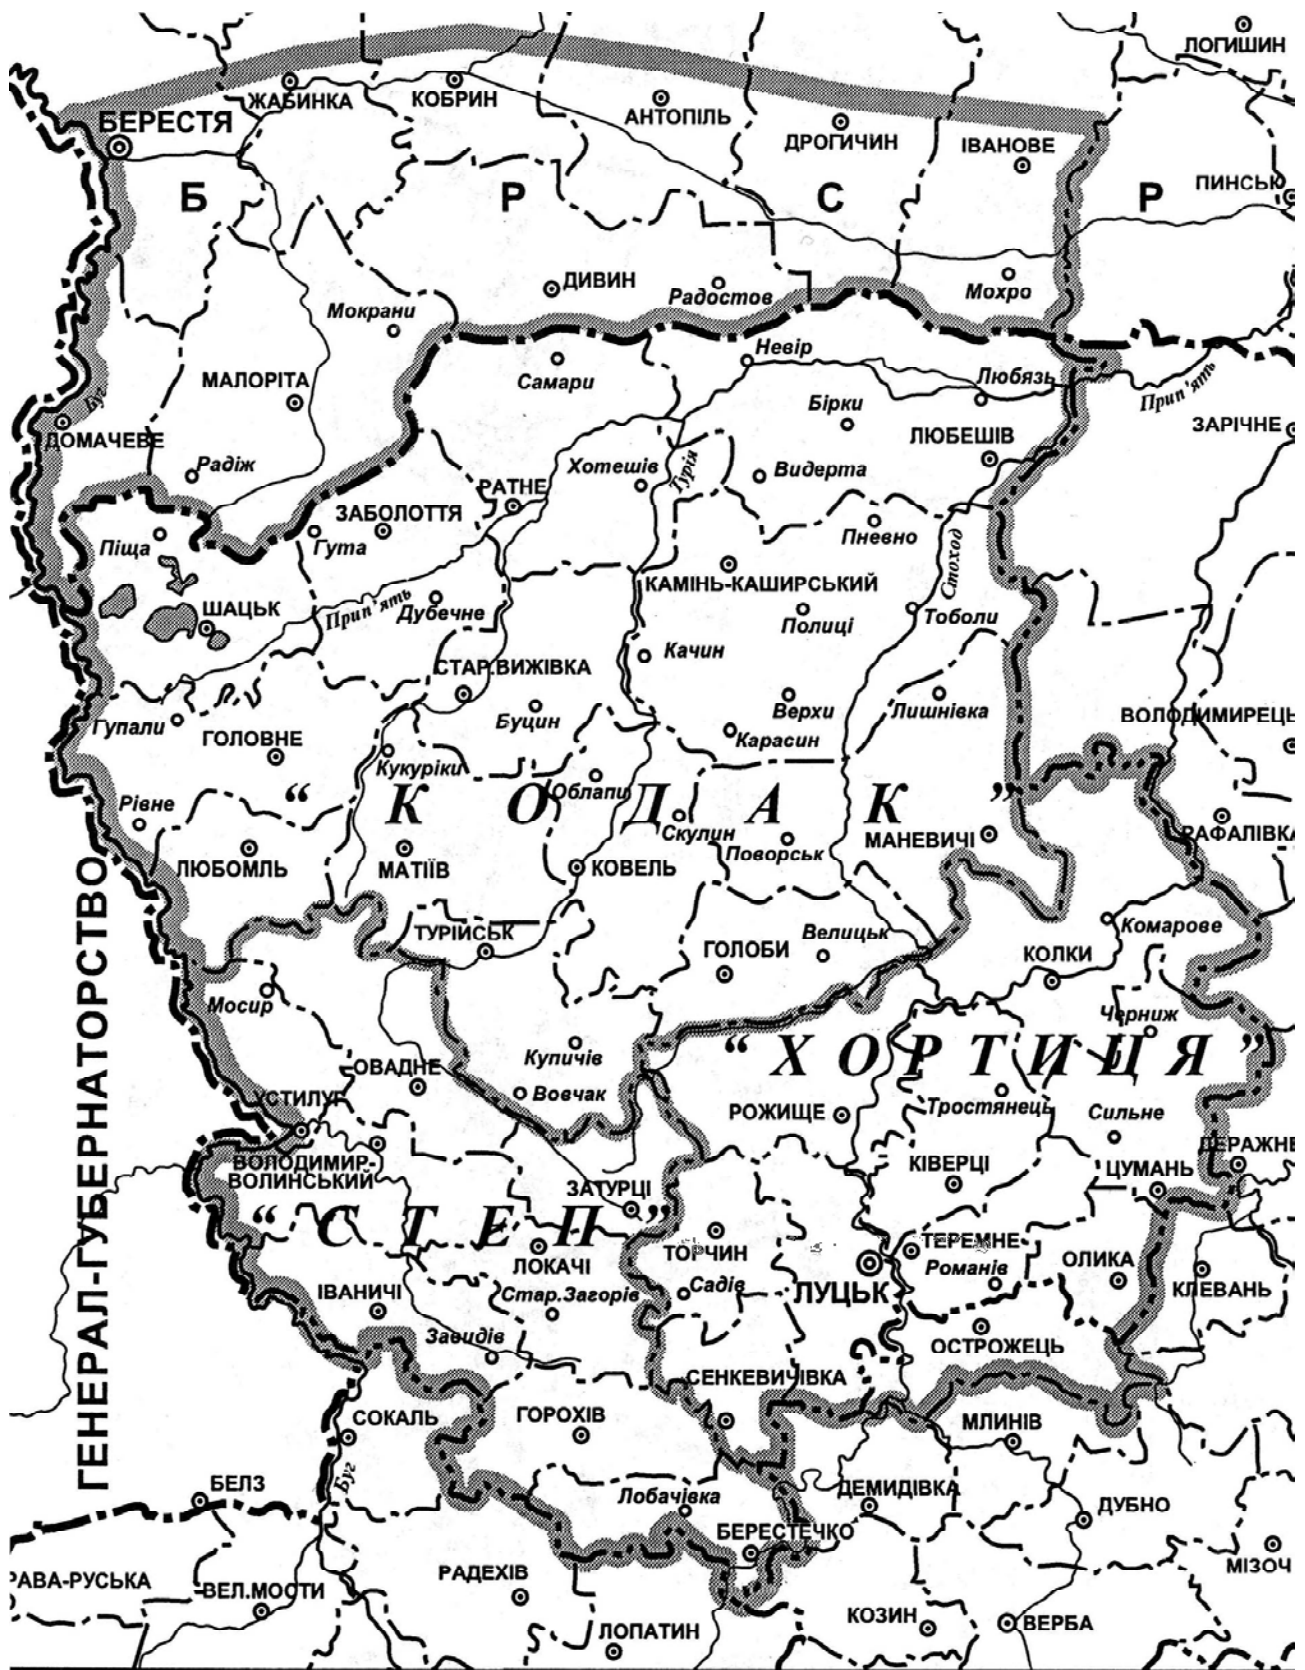 ЛОГИШИН
ЖАБИНКА
КОБРИН
АНТОПІЛЬ
БЕРЕСТЯ
ДРОГИЧИН
ІВАНОВЕ
ПИНСЬК
Б Р С Р
ДИВИН
Радостов
Мохро
Мокрани
Невір
Самари
Любязь
Прип'ять
МАЛОРІТА
Бірки
Буг
ДОМАЧЕВЕ
ЛЮБЕШІВ
ЗАРІЧНЕ
Радіж
Хотешів
Турія
Видерта
РАТНЕ
ЗАБОЛОТТЯ
Гута
Піща
Пневно
Стоход
КАМІНЬ-КАШИРСЬКИЙ
ШАЦЬК
Прип'ять
Дубечне
Полиці
Тоболи
Качин
СТАР.ВИЖІВКА
Буцин
Верхи
Лишнівка
Гупали
ГОЛОВНЕ
Карасин
ВОЛОДИМИРЕЦЬ
Кукуріки
Облапи
“ К О Д А К ”
Рівне
Скулин
Поворськ
МАНЕВИЧІ
РАФАЛІВКА
ЛЮБОМЛЬ
МАТІЇВ
КОВЕЛЬ
ГЕНЕРАЛ-ГУБЕРНАТОРСТВО
ТУРІЙСЬК
Велицьк
Комарове
ГОЛОБИ
КОЛКИ
Мосир
Черниж
“ Х О Р Т И Ц Я ”
Купичів
ОВАДНЕ
Вовчак
УСТИЛУГ
РОЖИЩЕ
Тростянець
Сильне
ДЕРАЖНЕ
ВОЛОДИМИР-
ВОЛИНСЬКИЙ
КІВЕРЦІ
ЦУМАНЬ
ЗАТУРЦІ
“ С Т Е П ”
ТОРЧИН
ТЕРЕМНЕ
ЛОКАЧІ
Романів
ОЛИКА
КЛЕВАНЬ
ІВАНИЧІ
Стар.Загорів
Садів
ЛУЦЬК
Завидів
ОСТРОЖЕЦЬ
СЕНКЕВИЧІВКА
СОКАЛЬ
ГОРОХІВ
МЛИНІВ
БЕЛЗ
Буг
Лобачівка
ДЕМИДІВКА
ДУБНО
БЕРЕСТЕЧКО
МІЗОЧ
РАВА-РУСЬКА
ВЕЛ.МОСТИ
РАДЕХІВ
КОЗИН
ВЕРБА
ЛОПАТИН